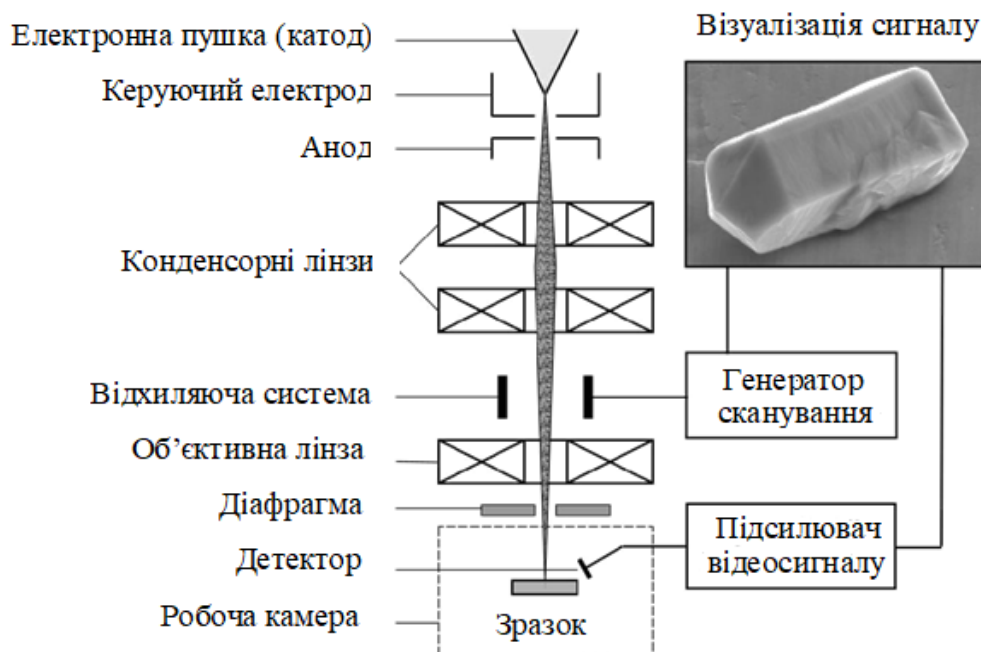 Електронна пушка (катод)
Керуючий електрод
Анод
Конденсорні лінзи
Відхиляюча система
Об’єктивна лінза
Діафрагма
Детектор
Робоча камера
Зразок
Візуалізація сигналу
Генератор
сканування
Підсилювач
відеосигналу